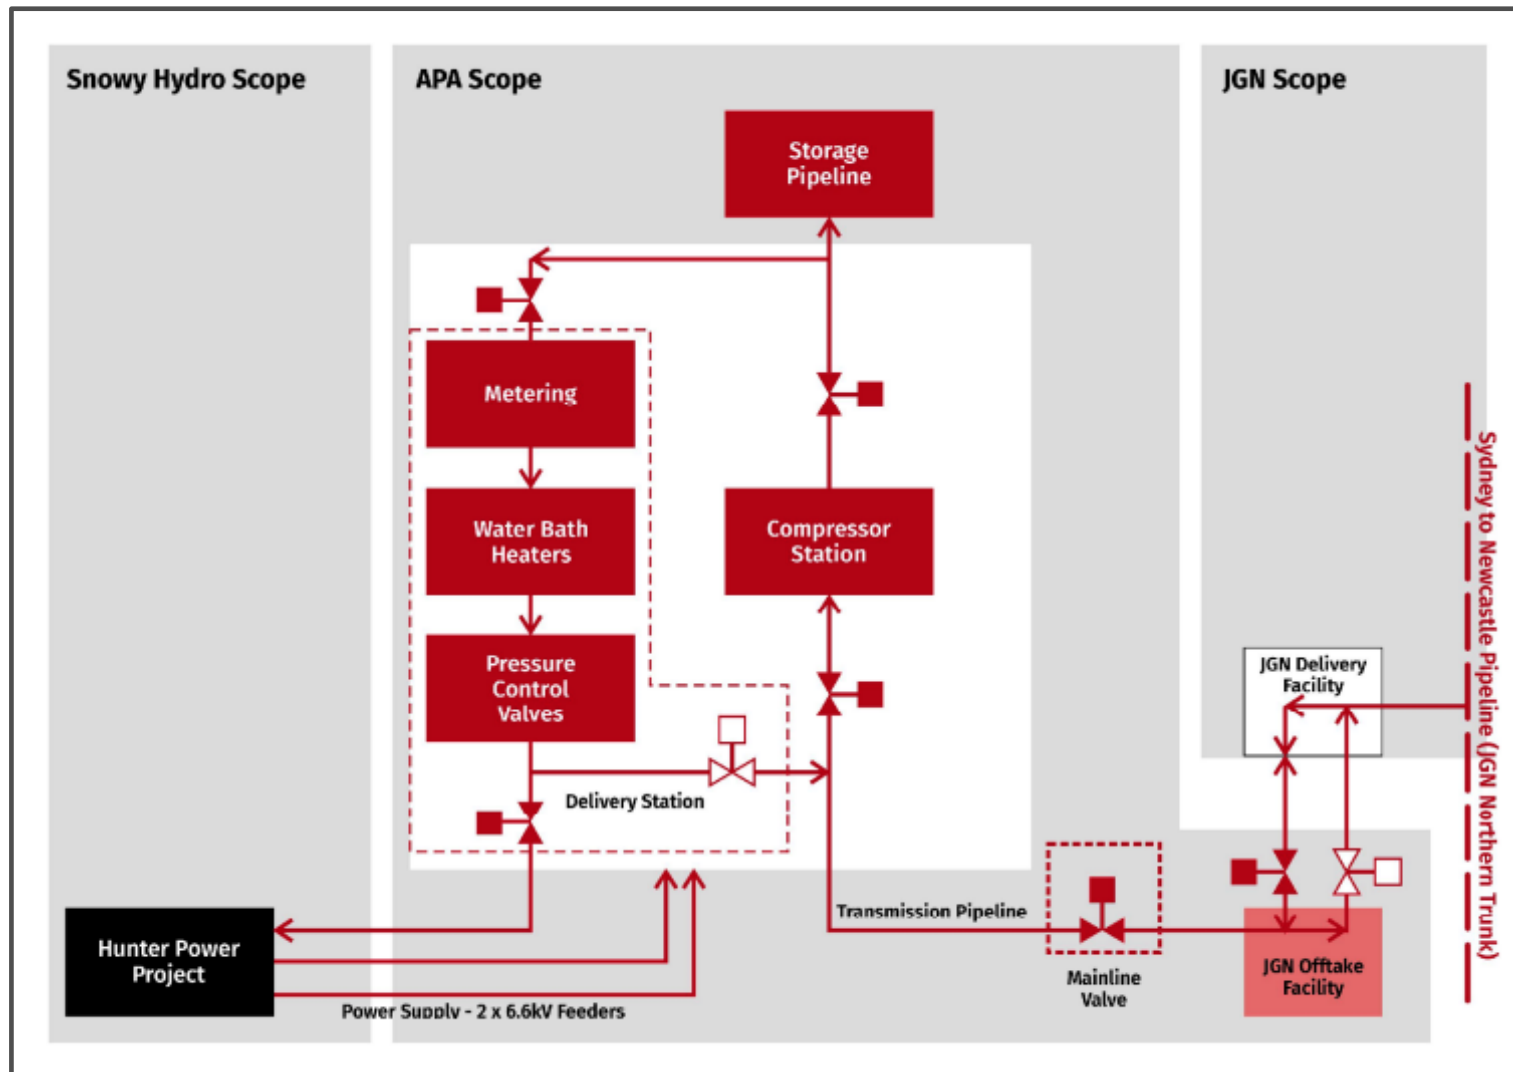 Snowy Hydro Scope
APA Scope
JGN Scope
Storage
Pipeline
Metering
Water Bath
Heaters
Compressor
Station
Pressure
Control
Valves
Delivery Station
JGN Delivery
Facility
Sydney to Newcastle Pipeline (JGN Northern Trunk)
Transmission Pipeline
Hunter Power
Project
Mainline
Valve
JGN Offtake
Facility
Power Supply - 2 x 6.6kV Feeders